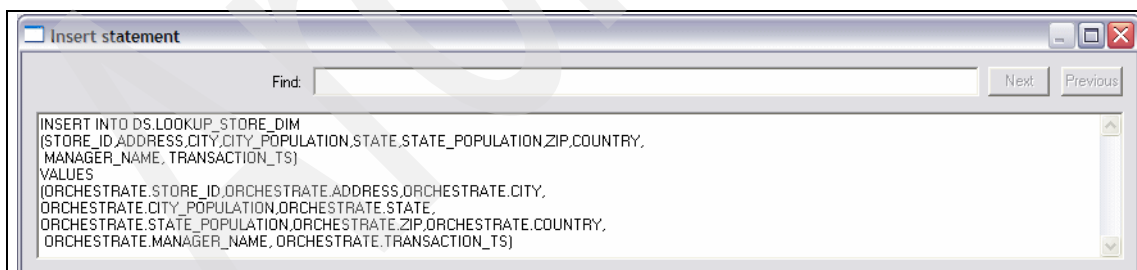 Insert statement
Find:
Next
Previous
INSERT INTO DS.LOOKUP_STORE_DIM
(STORE_ID,ADDRESS,CITY,CITY_POPULATION,STATE,STATE_POPULATION,ZIP,COUNTRY,
MANAGER_NAME, TRANSACTION_TS)
VALUES
(ORCHESTRATE.STORE_ID,ORCHESTRATE.ADDRESS,ORCHESTRATE.CITY,
ORCHESTRATE.CITY_POPULATION,ORCHESTRATE.STATE,
ORCHESTRATE.STATE_POPULATION,ORCHESTRATE.ZIP,ORCHESTRATE.COUNTRY,
ORCHESTRATE.MANAGER_NAME, ORCHESTRATE.TRANSACTION_TS)